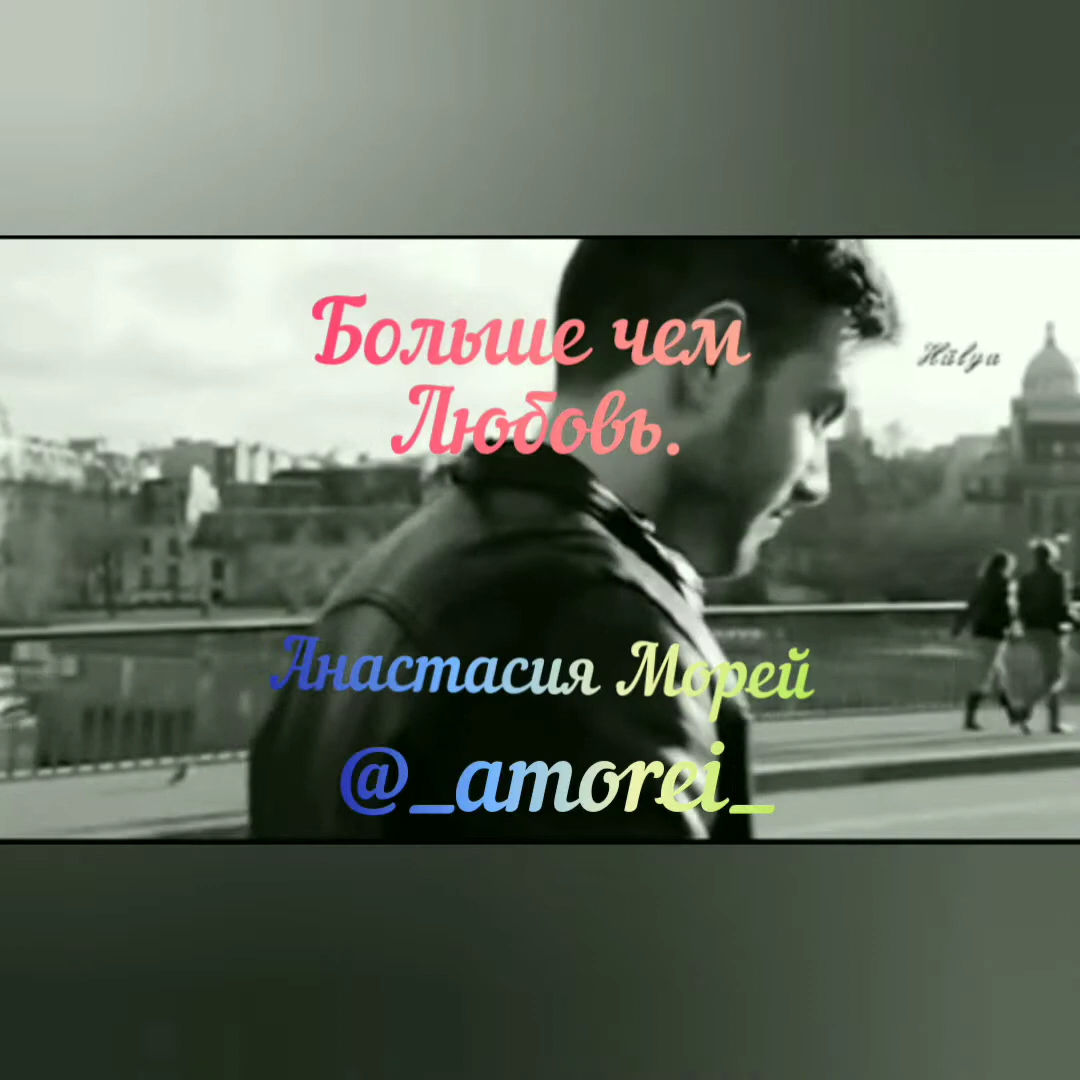 Больше чем
Любовь.
Hülya
Анастасия Морей
@_amorei_